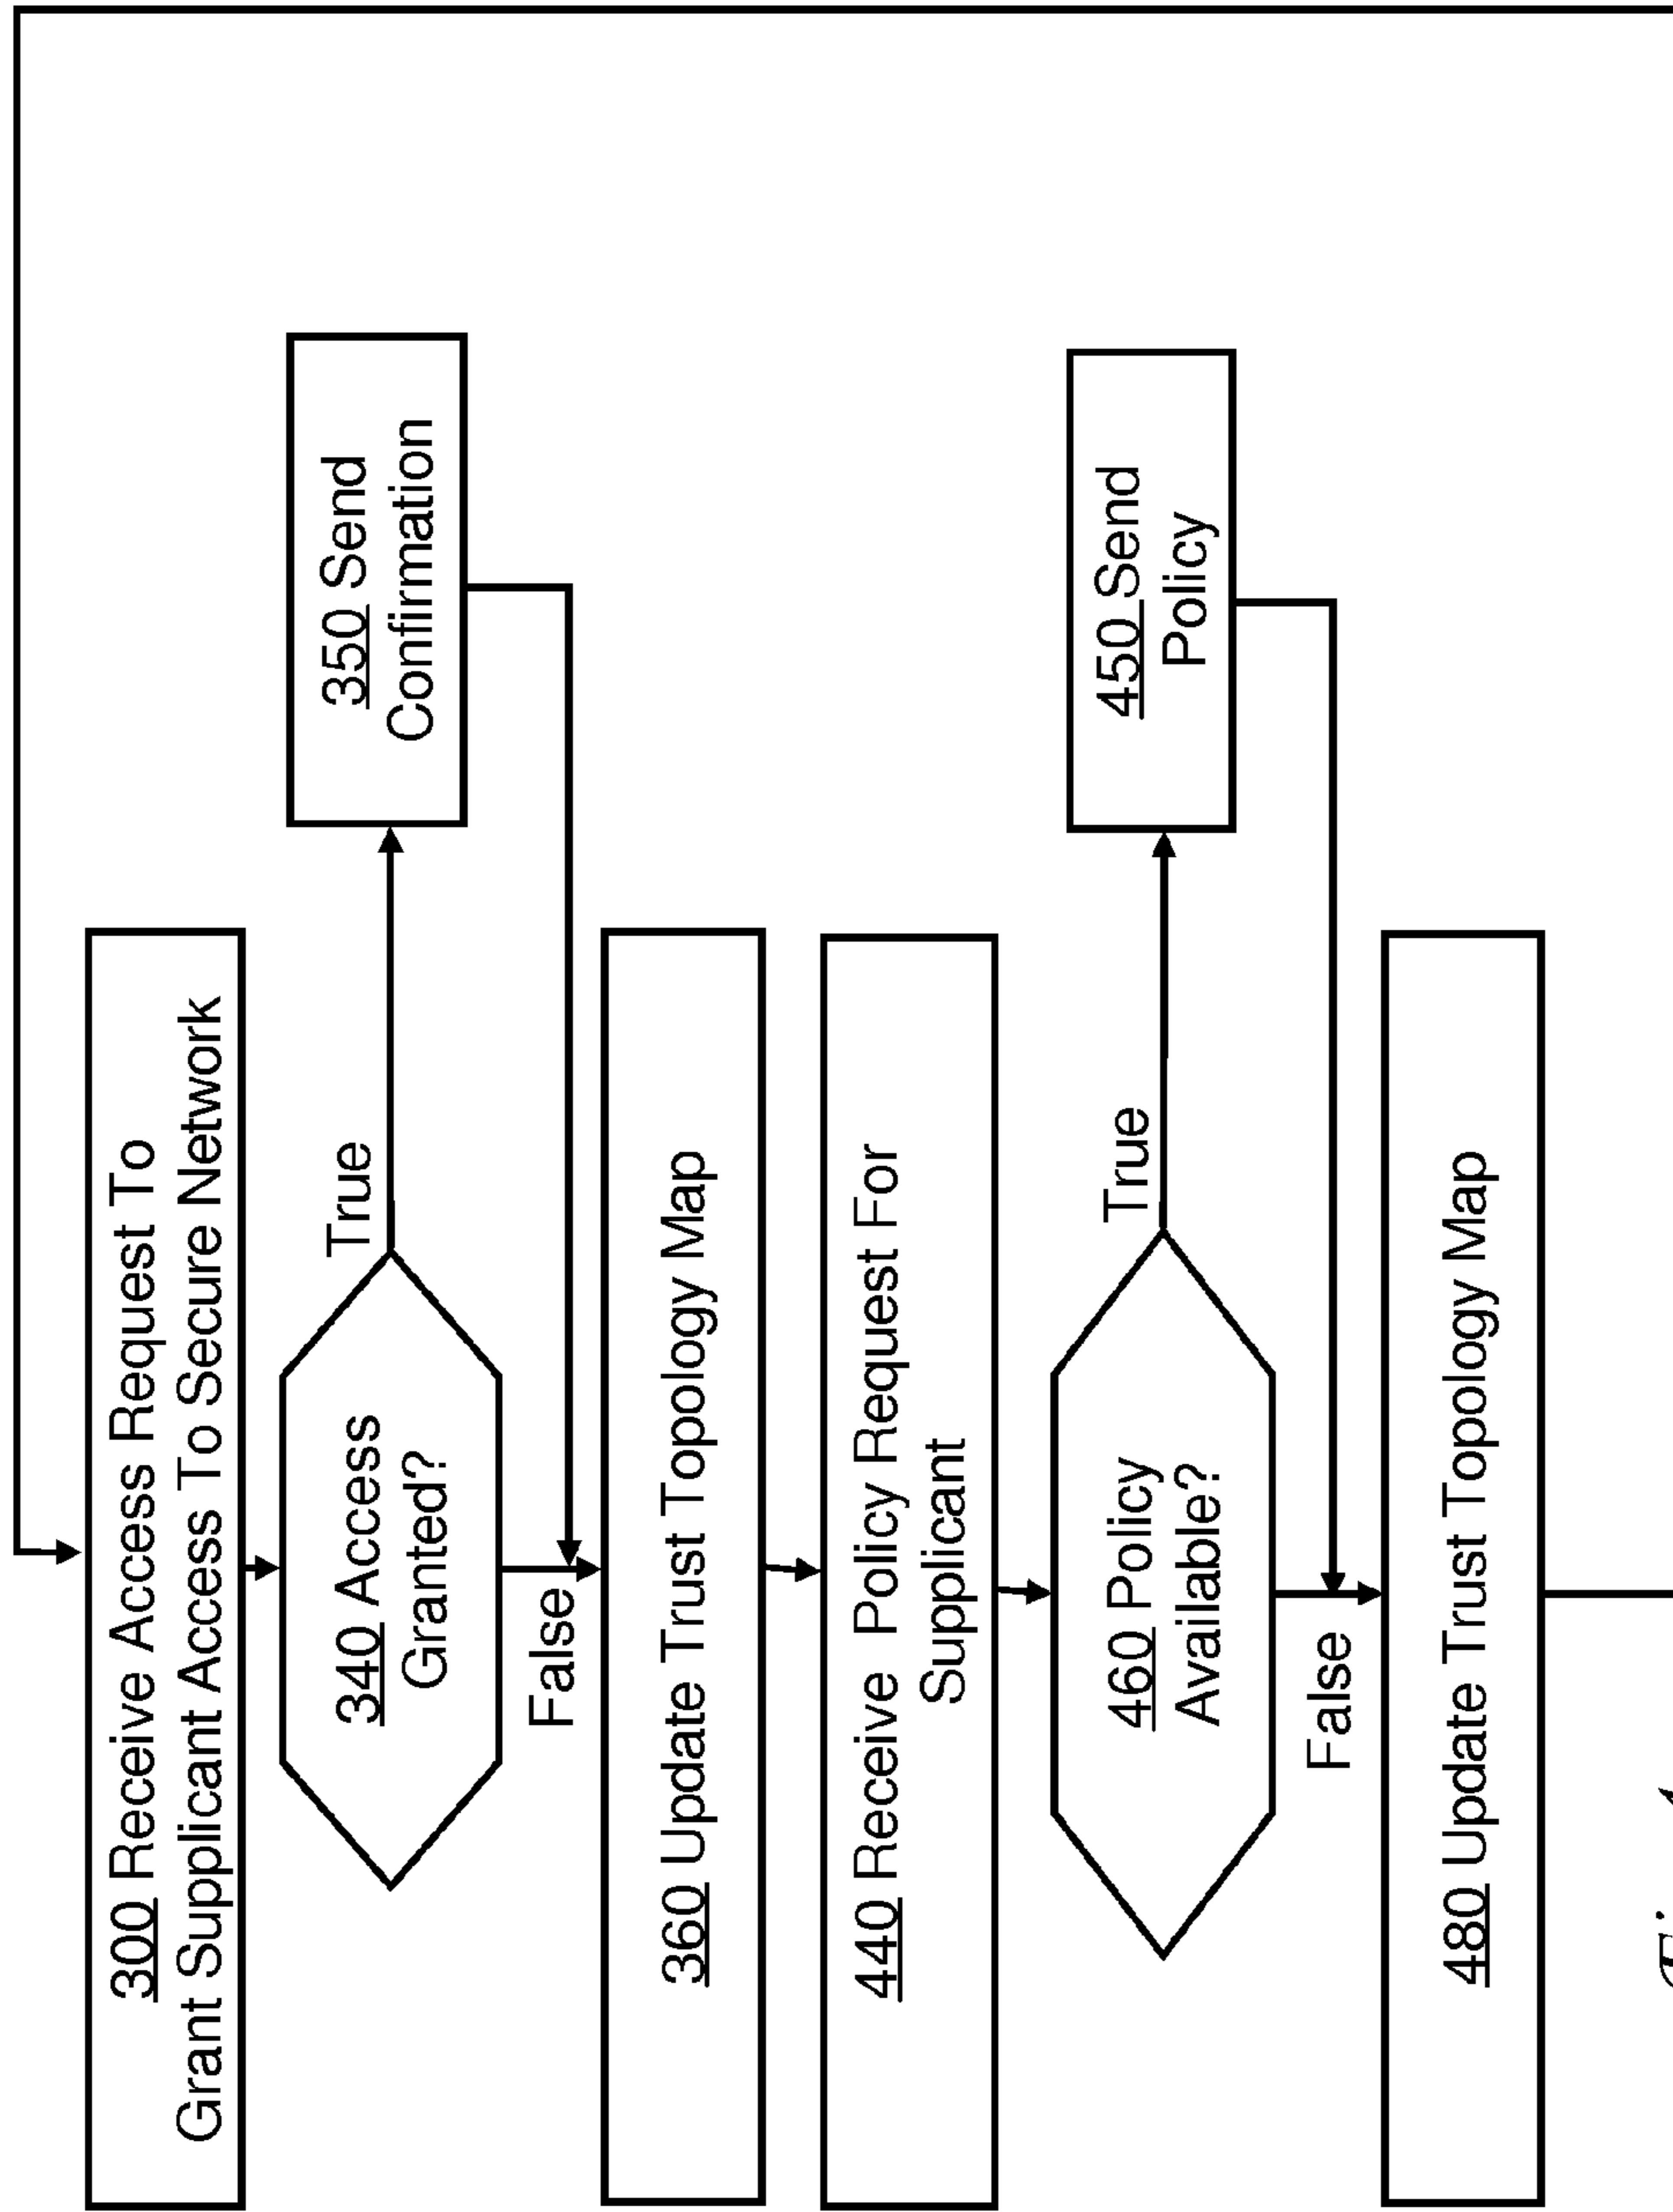 300 Receive Access Request To
Grant Supplicant Access To Secure Network
340 Access
Granted?
True
350 Send
Confirmation
False
360 Update Trust Topology Map
440 Receive Policy Request For
Supplicant
460 Policy
Available?
True
450 Send
Policy
False
480 Update Trust Topology Map